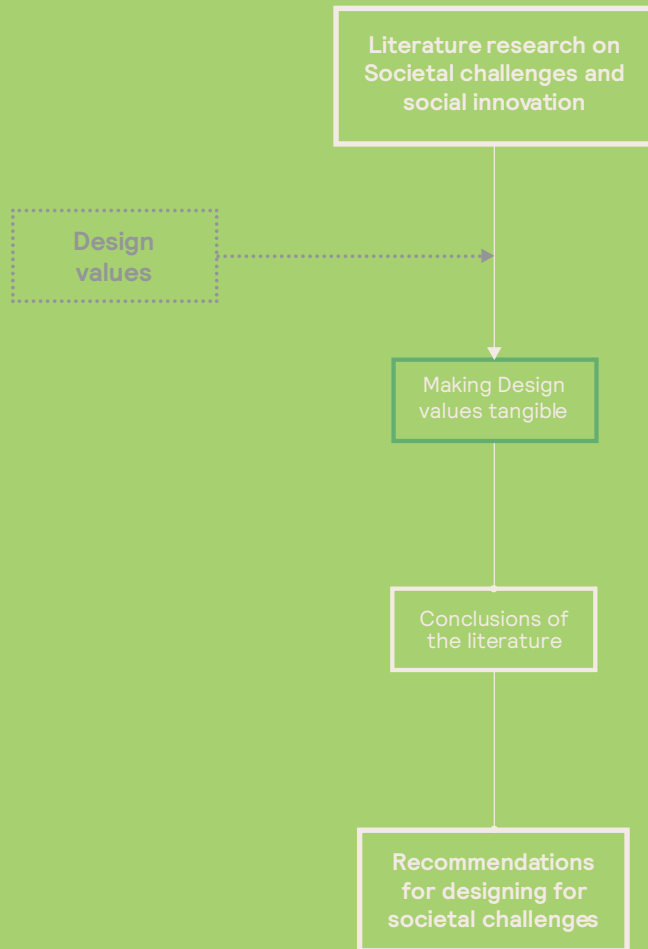 Literature research on
Societal challenges and
social innovation
Design
values
Making Design
values tangible
Conclusions of
the literature
Recommendations
for designing for
societal challenges